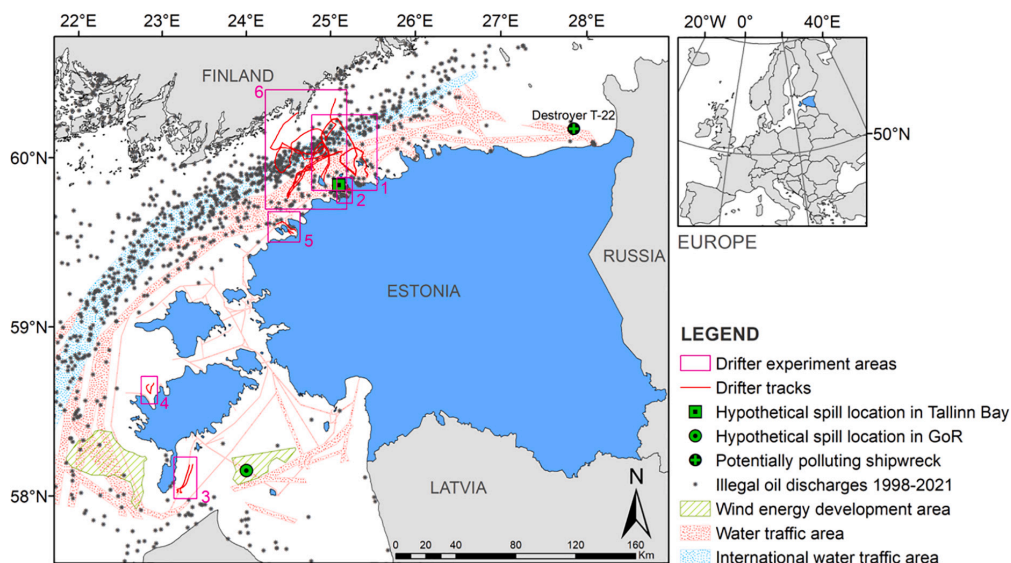 22°E 23°E 24°E 25°E 26°E 27°E 28°E
20°W 0° 20°E 40°E
FINLAND
6
Destroyer T-22
60°N
50°N
1
2
5
EUROPE
RUSSIA
ESTONIA
59°N
4
3
58°N
LATVIA
N
0 20 40 80 120 160
Km
LEGEND
Drifter experiment areas
Drifter tracks
Hypothetical spill location in Tallinn Bay
Hypothetical spill location in GoR
Potentially polluting shipwreck
Illegal oil discharges 1998-2021
Wind energy development area
Water traffic area
International water traffic area